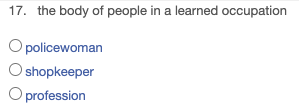 17. the body of people in a learned occupation
policewoman
shopkeeper
profession